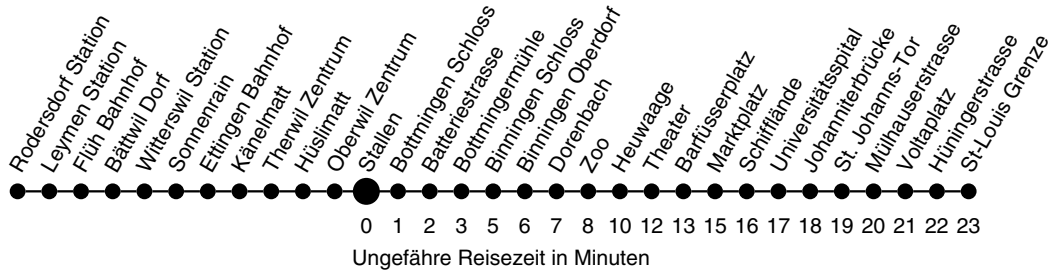 Rodersdorf Station
Leymen Station
Flüh Bahnhof
Bättwil Dorf
Witterswil Station
Sonnenrain
Ettingen Bahnhof
Känelmatt
Therwil Zentrum
Hüslimatt
Oberwil Zentrum
Stallen
Bottmingen Schloss
Batteriestrasse
Bottmingermühle
Binningen Schloss
Binningen Oberdorf
Dorenbach
Zoo
Heuwaage
Theater
Barfüsserplatz
Marktplatz
Schifflände
Universitätsspital
Johanniterbrücke
St. Johanns-Tor
Mülhauserstrasse
Voltaplatz
Hüningerstrasse
St-Louis Grenze
0 1 2 3 5 6 7 8 10 12 13 15 16 17 18 19 20 21 22 23
Ungefähre Reisezeit in Minuten